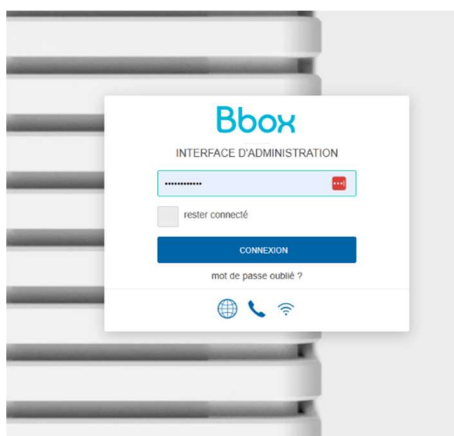 Bbox
INTERFACE D'ADMINISTRATION
••••••••••••
rester connecté
CONNEXION
mot de passe oublié ?